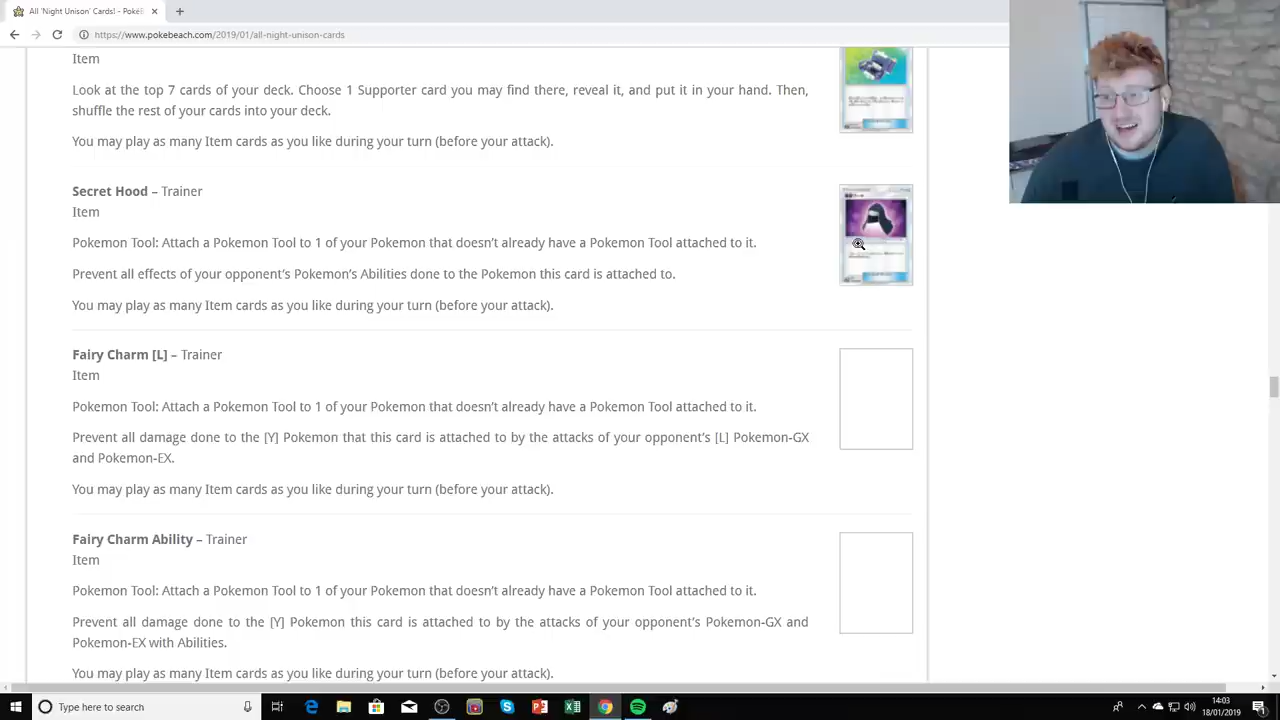 All 'Night Unison' Cards! - Poké
https://www.pokebeach.com/2019/01/all-night-unison-cards
Item
Look at the top 7 cards of your deck. Choose 1 Supporter card you may find there, reveal it, and put it in your hand. Then,
shuffle the rest of your cards into your deck.
You may play as many Item cards as you like during your turn (before your attack).
Secret Hood – Trainer
Item
Pokemon Tool: Attach a Pokemon Tool to 1 of your Pokemon that doesn't already have a Pokemon Tool attached to it.
Prevent all effects of your opponent's Pokemon's Abilities done to the Pokemon this card is attached to.
You may play as many Item cards as you like during your turn (before your attack).
Fairy Charm [L] – Trainer
Item
Pokemon Tool: Attach a Pokemon Tool to 1 of your Pokemon that doesn't already have a Pokemon Tool attached to it.
Prevent all damage done to the [Y] Pokemon that this card is attached to by the attacks of your opponent's [L] Pokemon-GX
and Pokemon-EX.
You may play as many Item cards as you like during your turn (before your attack).
Fairy Charm Ability – Trainer
Item
Pokemon Tool: Attach a Pokemon Tool to 1 of your Pokemon that doesn't already have a Pokemon Tool attached to it.
Prevent all damage done to the [Y] Pokemon this card is attached to by the attacks of your opponent's Pokemon-GX and
Pokemon-EX with Abilities.
You may play as many Item cards as you like during your turn (before your attack).
Type here to search
14:03
18/01/2019